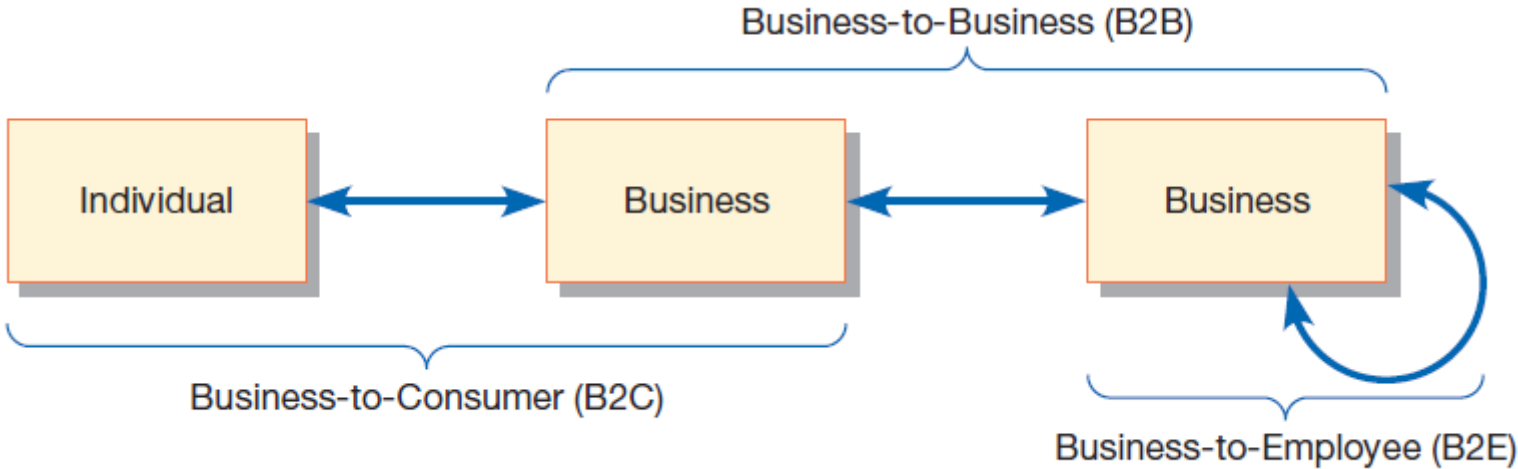 Business-to-Business (B2B)
Individual
Business
Business
Business-to-Consumer (B2C)
Business-to-Employee (B2E)